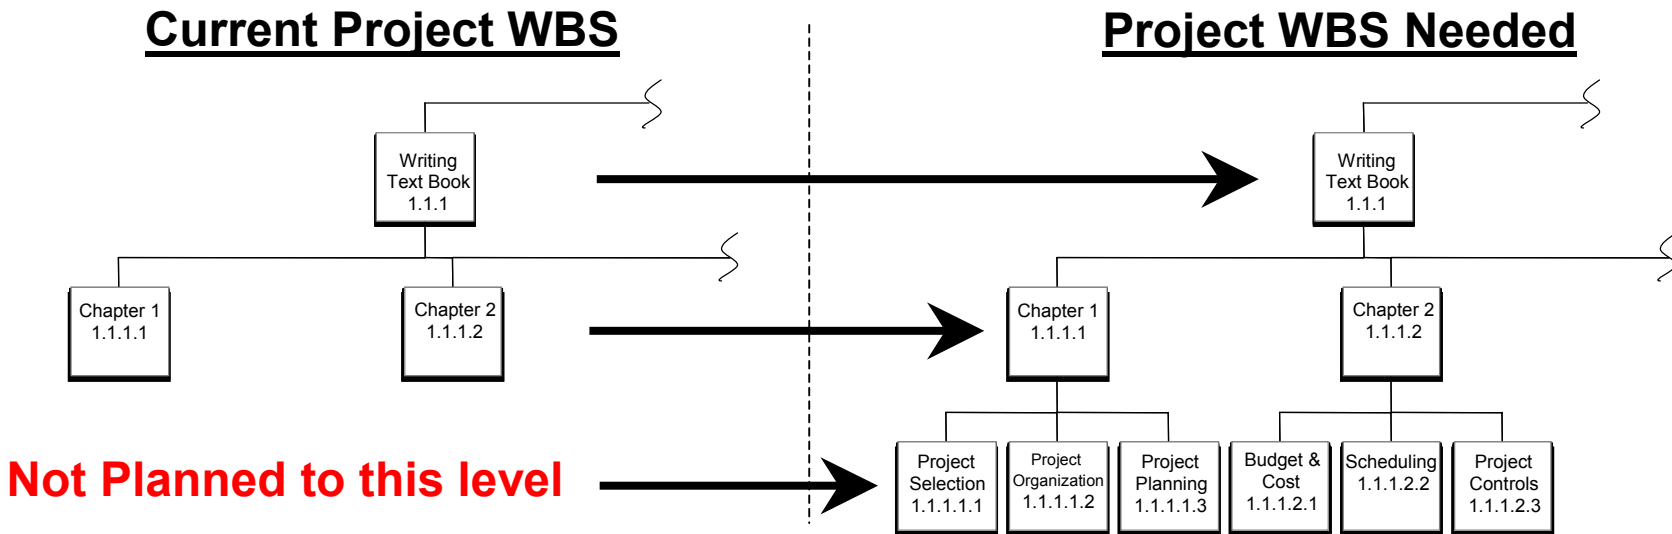 Current Project WBS
Project WBS Needed
Writing
Text Book
1.1.1
Writing
Text Book
1.1.1
Chapter 1
1.1.1.1
Chapter 2
1.1.1.2
Chapter 1
1.1.1.1
Chapter 2
1.1.1.2
Not Planned to this level
Project
Selection
1.1.1.1.1
Project
Organization
1.1.1.1.2
Project
Planning
1.1.1.1.3
Budget &
Cost
1.1.1.2.1
Scheduling
1.1.1.2.2
Project
Controls
1.1.1.2.3